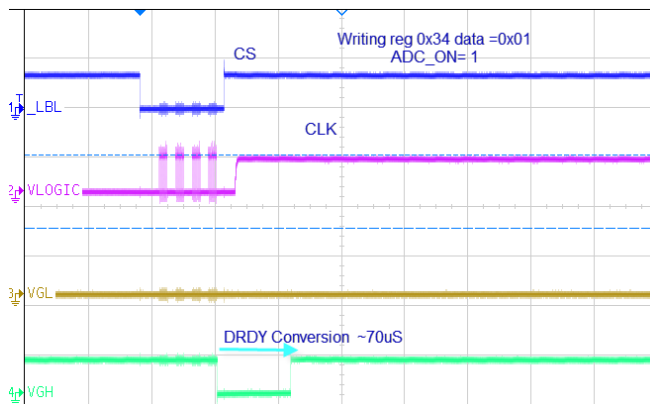 Writing reg 0x34 data =0x01
ADC_ON= 1
CS
T
1 _LBL
CLK
2 VLOGIC
3 VGL
DRDY Conversion ~70uS
4 VGH